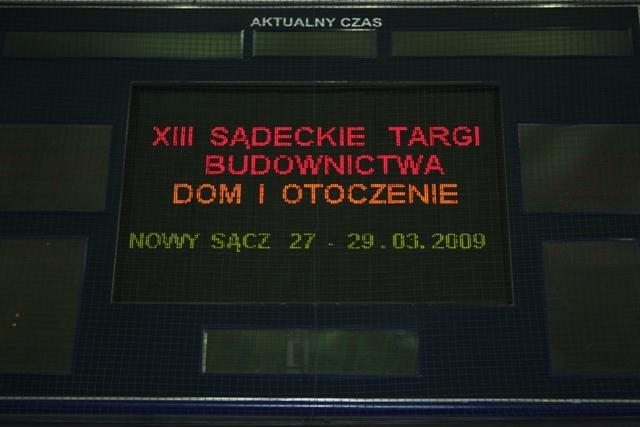 AKTUALNY CZAS
XIII SĄDECKIE TARGI
BUDOWNICTWA
DOM I OTOCZENIE
NOWY SĄCZ 27 - 29.03.2009